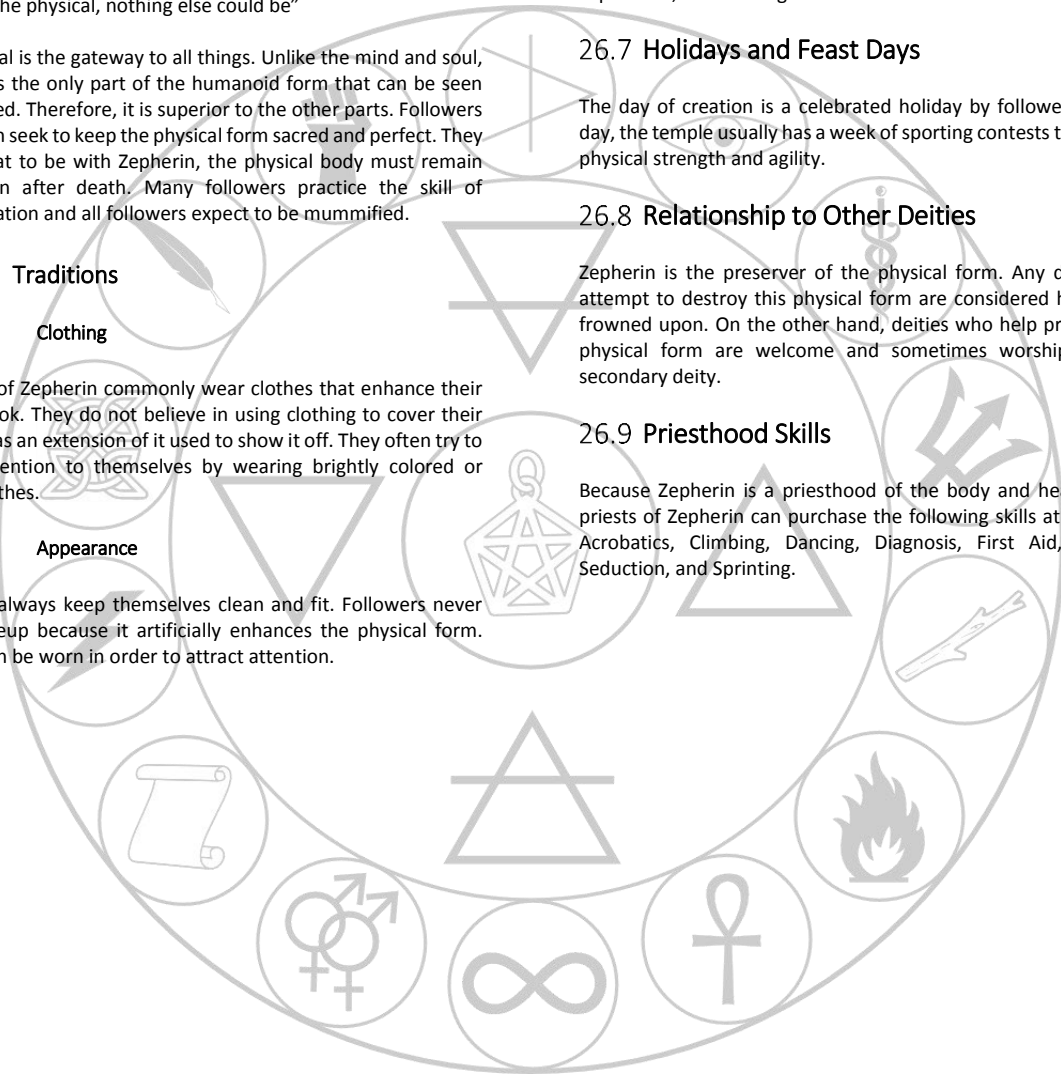 he physical, nothing else could be”
al is the gateway to all things. Unlike the mind and soul,
s the only part of the humanoid form that can be seen
ed. Therefore, it is superior to the other parts. Followers
n seek to keep the physical form sacred and perfect. They
at to be with Zepherin, the physical body must remain
n after death. Many followers practice the skill of
ation and all followers expect to be mummified.
Traditions
Clothing
of Zepherin commonly wear clothes that enhance their
ok. They do not believe in using clothing to cover their
as an extension of it used to show it off. They often try to
ention to themselves by wearing brightly colored or
thes.
Appearance
always keep themselves clean and fit. Followers never
eup because it artificially enhances the physical form.
n be worn in order to attract attention.
26.7 Holidays and Feast Days
The day of creation is a celebrated holiday by followe
day, the temple usually has a week of sporting contests t
physical strength and agility.
26.8 Relationship to Other Deities
Zepherin is the preserver of the physical form. Any d
attempt to destroy this physical form are considered h
frowned upon. On the other hand, deities who help pr
physical form are welcome and sometimes worship
secondary deity.
26.9 Priesthood Skills
Because Zepherin is a priesthood of the body and he
priests of Zepherin can purchase the following skills at
Acrobatics, Climbing, Dancing, Diagnosis, First Aid,
Seduction, and Sprinting.